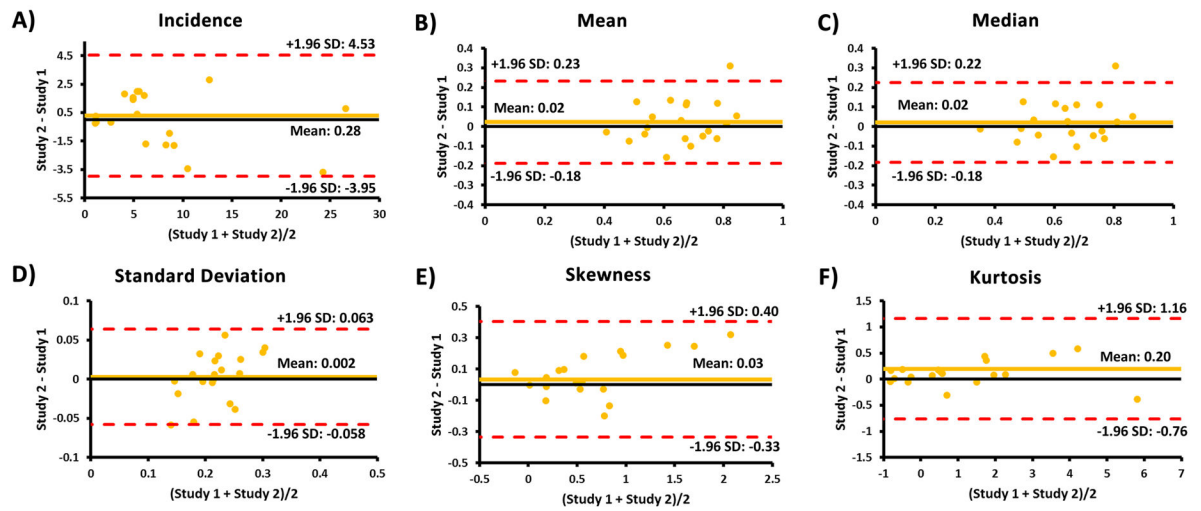 A)
Incidence
Study 2 - Study 1
4.5
2.5
0.5
-1.5
-3.5
-5.5
+1.96 SD: 4.53
Mean: 0.28
-1.96 SD: -3.95
0 5 10 15 20 25 30
(Study 1 + Study 2)/2
B)
Mean
Study 2 - Study 1
0.4
0.3
0.2
0.1
0
-0.1
-0.2
0.3
-0.4
+1.96 SD: 0.23
Mean: 0.02
-1.96 SD: -0.18
0 0.2 0.4 0.6 0.8 1
(Study 1 + Study 2)/2
C)
Median
Study 2 - Study 1
0.4
0.3
0.2
0.1
0
-0.1
-0.2
0.3
-0.4
+1.96 SD: 0.22
Mean: 0.02
-1.96 SD: -0.18
0 0.2 0.4 0.6 0.8 1
(Study 1 + Study 2)/2
D)
Standard Deviation
Study 2 - Study 1
0.1
0.05
0
-0.05
-0.1
+1.96 SD: 0.063
Mean: 0.002
-1.96 SD: -0.058
0 0.1 0.2 0.3 0.4 0.5
(Study 1 + Study 2)/2
E)
Skewness
Study 2 - Study 1
0.5
0.3
0.1
-0.1
-0.3
-0.5
+1.96 SD: 0.40
Mean: 0.03
-1.96 SD: -0.33
-0.5 0 0.5 1 1.5 2 2.5
(Study 1 + Study 2)/2
F)
Kurtosis
Study 2 - Study 1
1.5
1
0.5
0
-0.5
-1
-1.5
+1.96 SD: 1.16
Mean: 0.20
-1.96 SD: -0.76
-1 0 1 2 3 4 5 6 7
(Study 1 + Study 2)/2